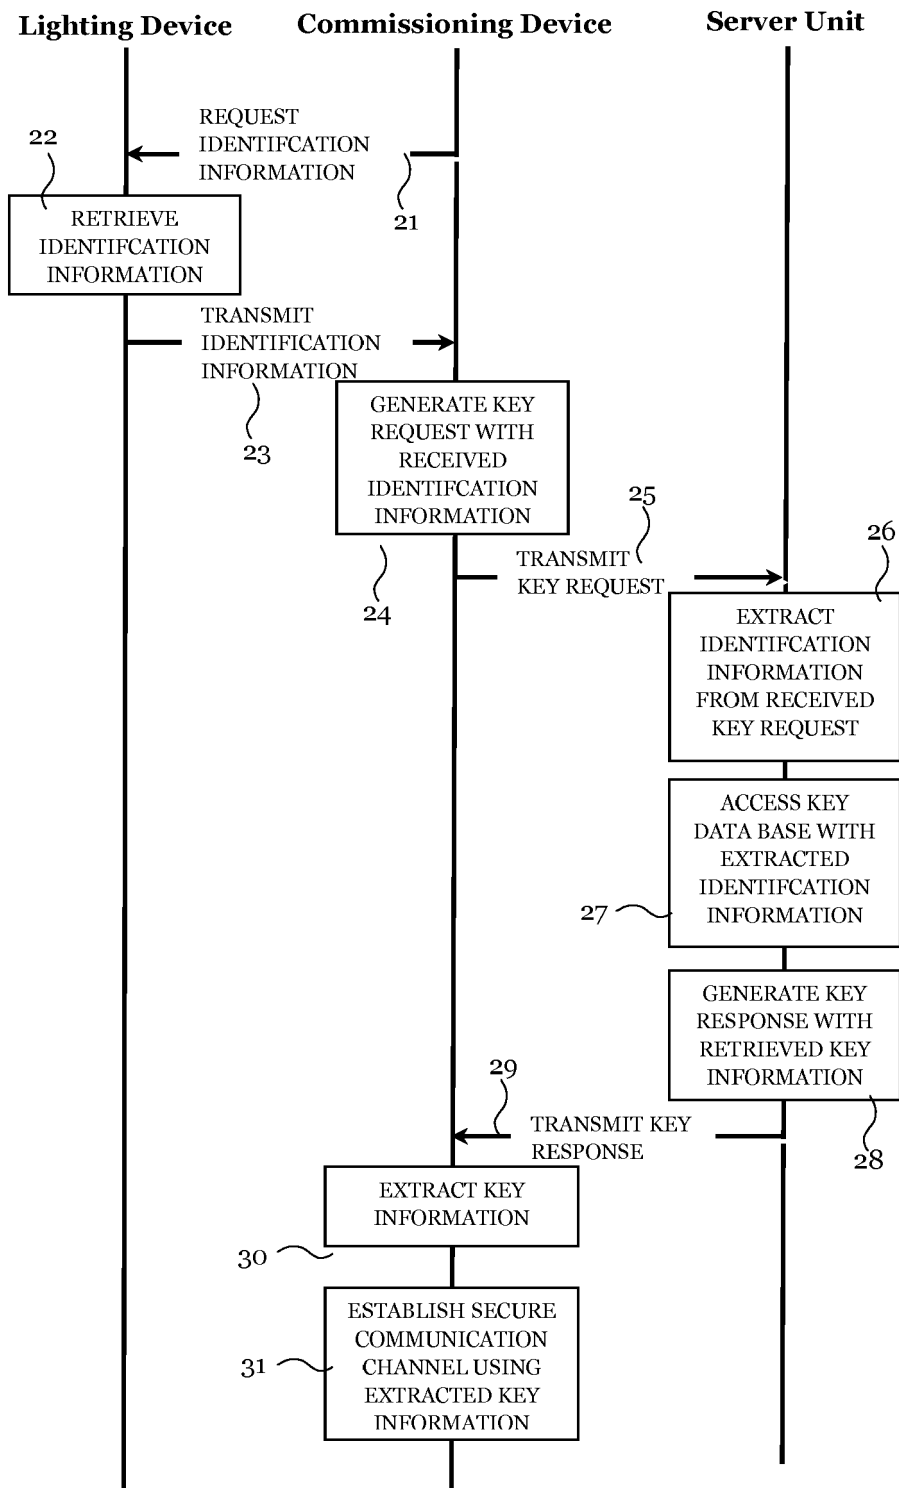 Lighting Device
Commissioning Device
Server Unit
REQUEST
IDENTIFCATION
INFORMATION
21
22
RETRIEVE
IDENTIFCATION
INFORMATION
TRANSMIT
IDENTIFICATION
INFORMATION
23
GENERATE KEY
REQUEST WITH
RECEIVED
IDENTIFCATION
INFORMATION
24
25
TRANSMIT
KEY REQUEST
26
EXTRACT
IDENTIFCATION
INFORMATION
FROM RECEIVED
KEY REQUEST
ACCESS KEY
DATA BASE WITH
EXTRACTED
IDENTIFCATION
INFORMATION
27
GENERATE KEY
RESPONSE WITH
RETRIEVED KEY
INFORMATION
28
29
TRANSMIT KEY
RESPONSE
EXTRACT KEY
INFORMATION
30
ESTABLISH SECURE
COMMUNICATION
CHANNEL USING
EXTRACTED KEY
INFORMATION
31